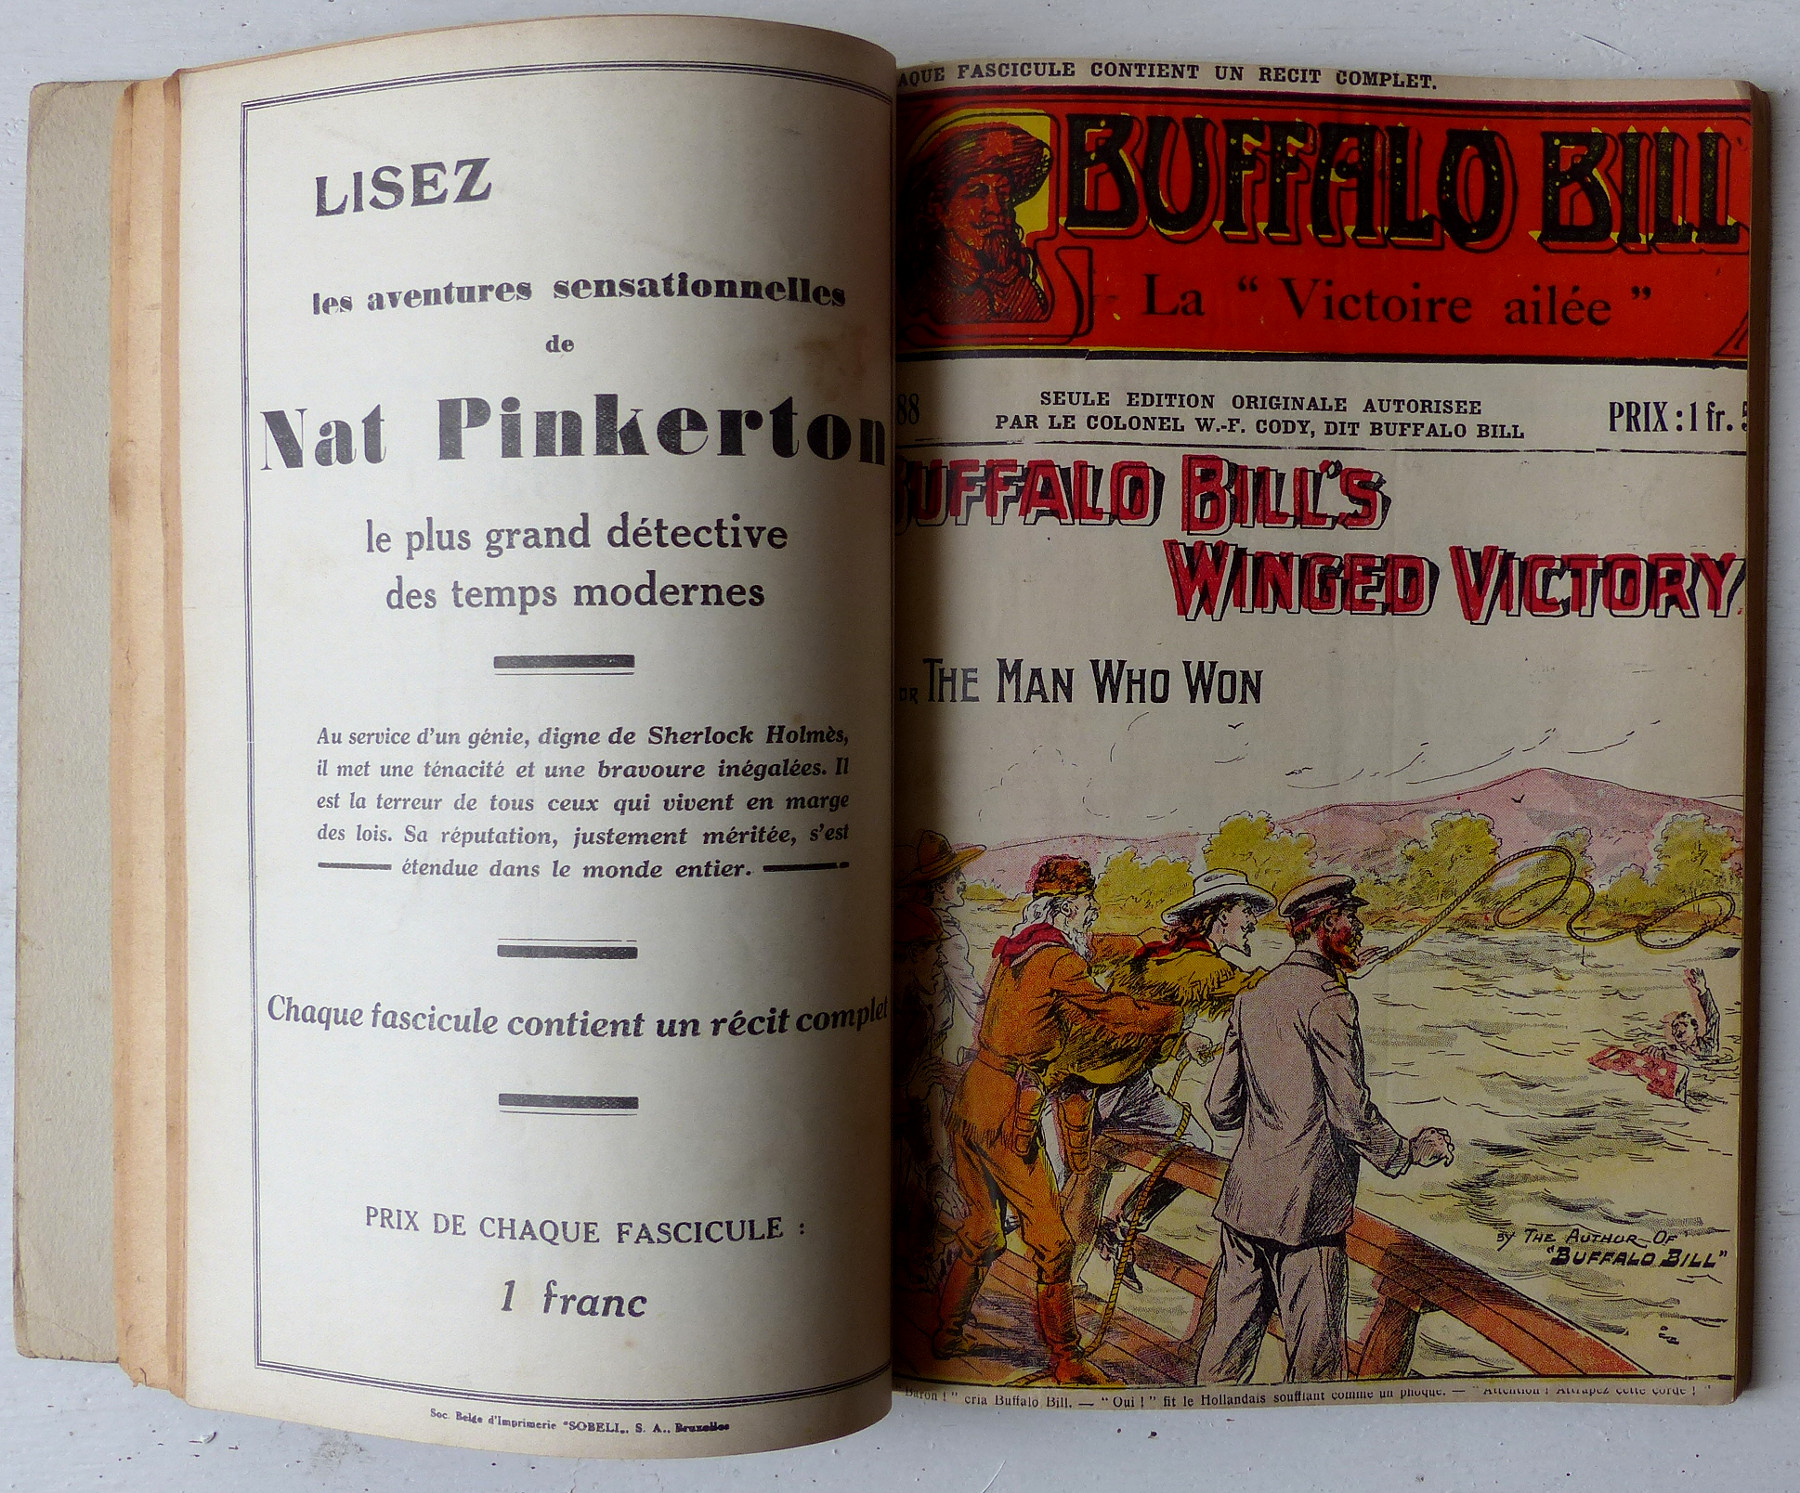 LISEZ
les aventures sensationnelles
de
Nat Pinkerton
le plus grand détective
des temps modernes
Au service d'un génie, digne de Sherlock Holmès,
il met une ténacité et une bravoure inégalées. Il
est la terreur de tous ceux qui vivent en marge
des lois. Sa réputation, justement méritée, s'est
étendue dans le monde entier.
Chaque fascicule contient un récit complet
PRIX DE CHAQUE FASCICULE :
1 franc
Soc. Belge d'Imprimerie "SOBELI„, S. A., Bruxelles
AQUE FASCICULE CONTIENT UN RECIT COMPLET.
BUFFALO BILL
La " Victoire ailée "
88
SEULE EDITION ORIGINALE AUTORISEE
PAR LE COLONEL W.-F. CODY, DIT BUFFALO BILL
PRIX : 1 fr. 5
BUFFALO BILL'S
WINGED VICTORY
OR THE MAN WHO WON
BY THE AUTHOR OF
"BUFFALO BILL"
Baron ! " cria Buffalo Bill. — " Oui ! " fit le Hollandais soufflant comme un phoque. — " Attention ! Attrapez cette corde ! "